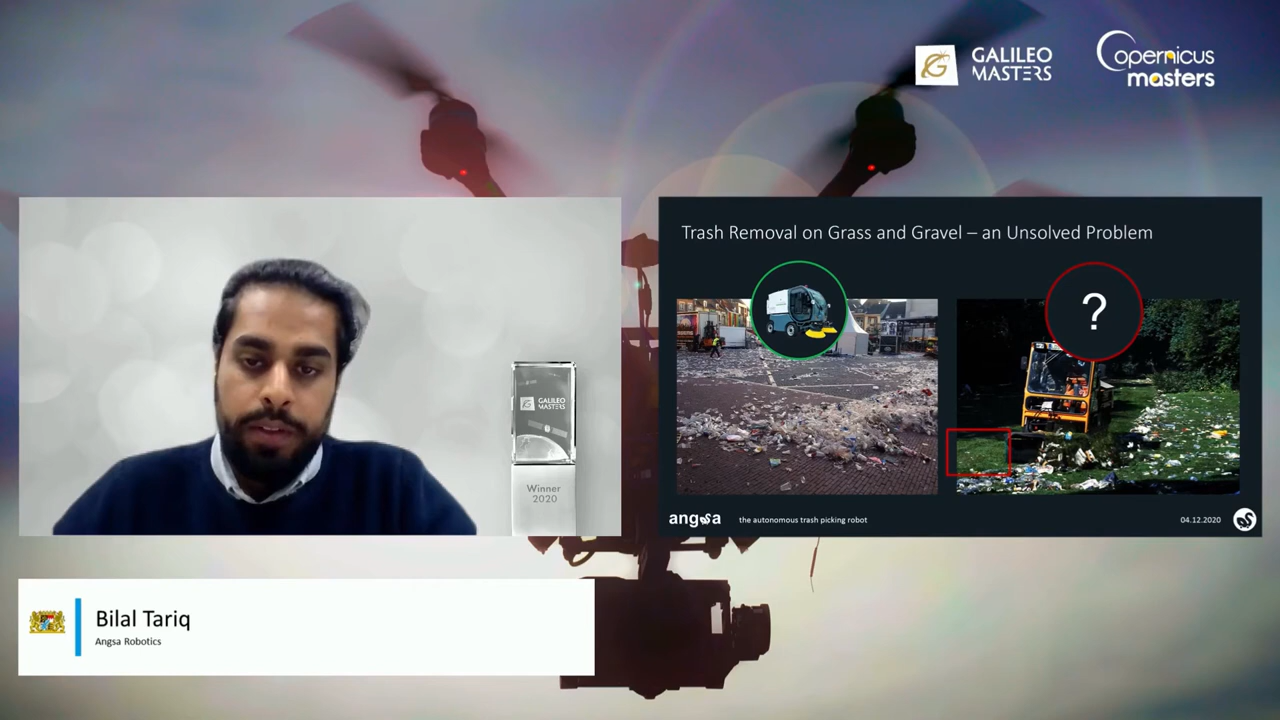 GALILEO
MASTERS
Copernicus
masters
Trash Removal on Grass and Gravel – an Unsolved Problem
?
GALILEO
MASTERS
Winner
2020
angsa
the autonomous trash picking robot
04.12.2020
Bilal Tariq
Angsa Robotics